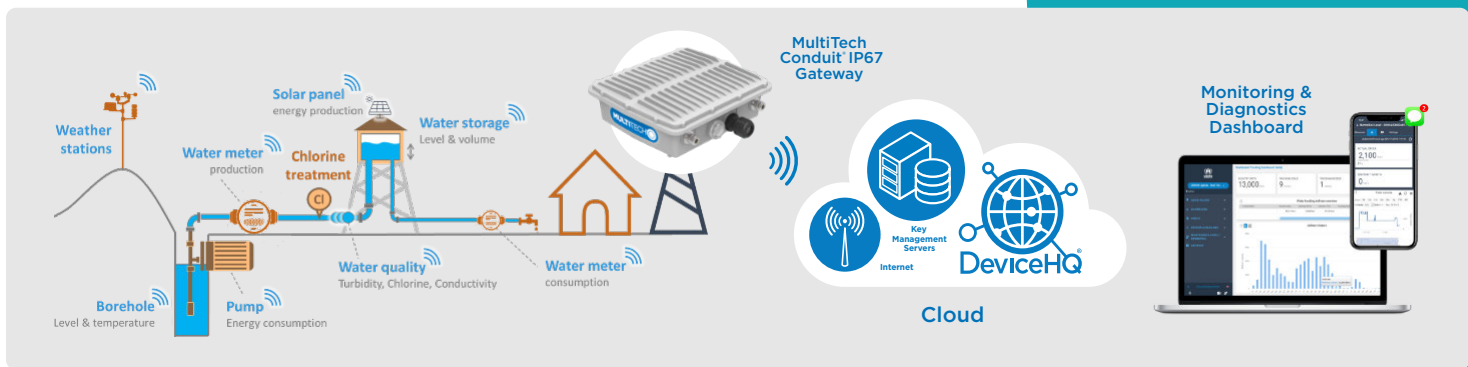 Weather
stations
Solar panel
energy production
Water storage
Level & volume
Water meter
production
Chlorine
treatment
Cl
Water quality
Turbidity, Chlorine, Conductivity
Water meter
consumption
Borehole
Level & temperature
Pump
Energy consumption
MULTITECH
MultiTech
Conduit® IP67
Gateway
Key
Management
Servers
Internet
DeviceHQ®
Cloud
Monitoring &
Diagnostics
Dashboard
13,000
9
1
2
2,100
0